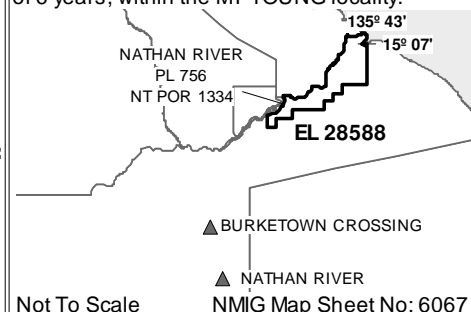 of 6 years, within the MT YOUNG locality.
135º 43'
15º 07'
NATHAN RIVER
PL 756
NT POR 1334
EL 28588
BURKETOWN CROSSING
NATHAN RIVER
Not To Scale NMIG Map Sheet No: 6067